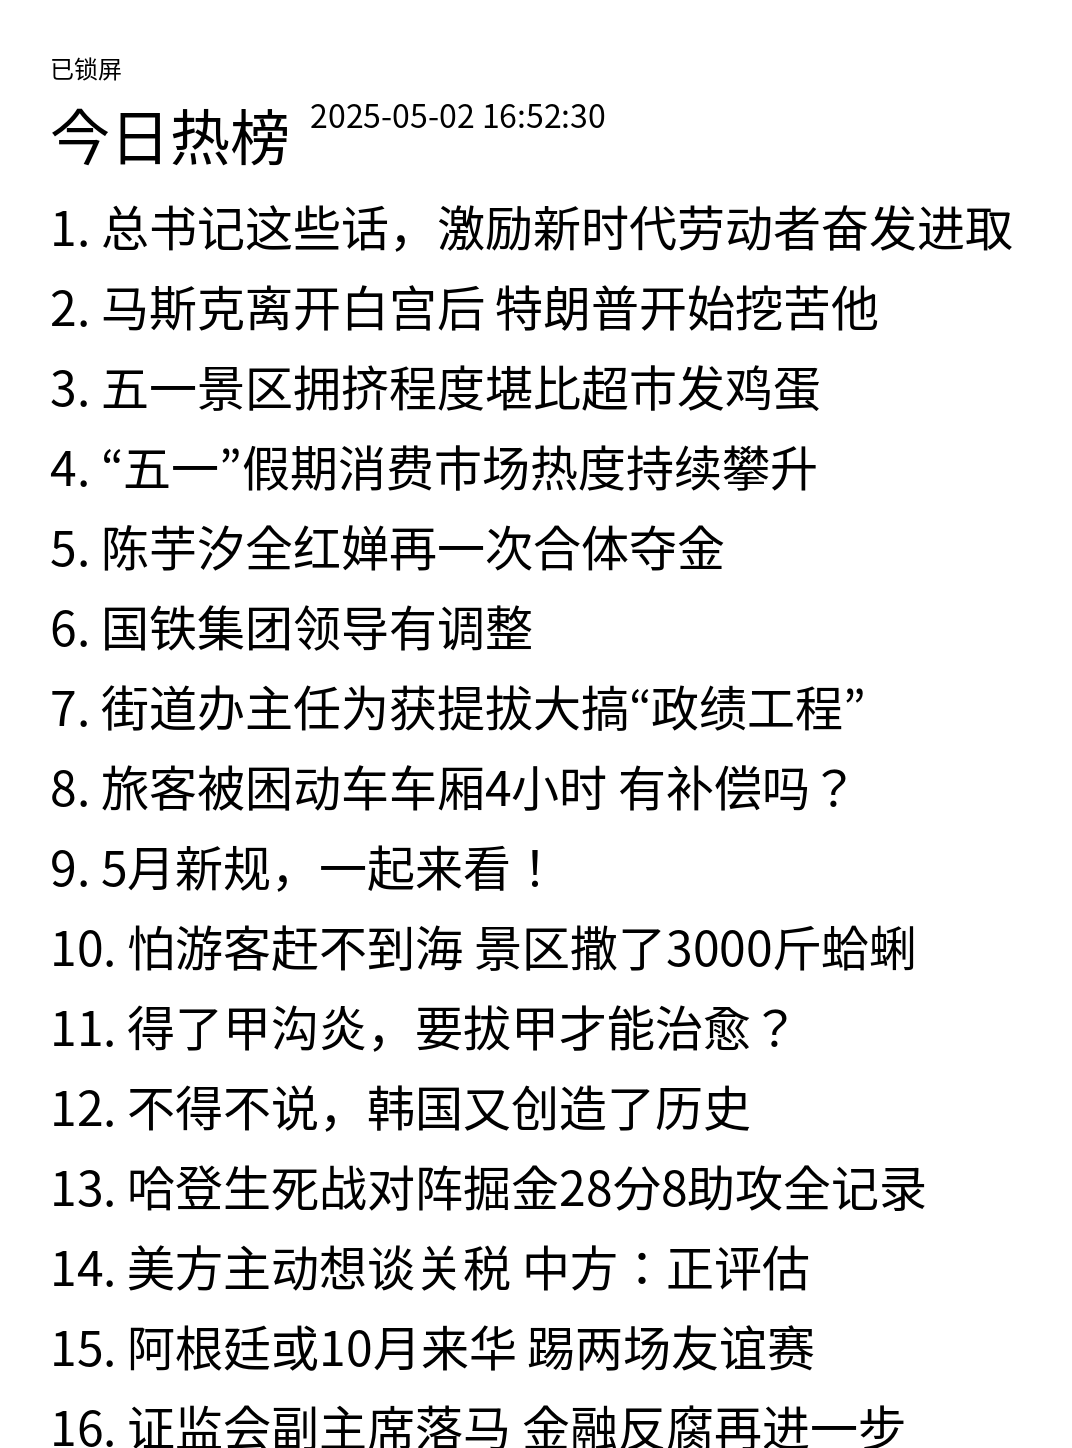 已锁屏
今日热榜 2025-05-02 16:52:30
1. 总书记这些话，激励新时代劳动者奋发进取
2. 马斯克离开白宫后 特朗普开始挖苦他
3. 五一景区拥挤程度堪比超市发鸡蛋
4. “五一”假期消费市场热度持续攀升
5. 陈芋汐全红婵再一次合体夺金
6. 国铁集团领导有调整
7. 街道办主任为获提拔大搞“政绩工程”
8. 旅客被困动车车厢4小时 有补偿吗？
9. 5月新规，一起来看！
10. 怕游客赶不到海 景区撒了3000斤蛤蜊
11. 得了甲沟炎，要拔甲才能治愈？
12. 不得不说，韩国又创造了历史
13. 哈登生死战对阵掘金28分8助攻全记录
14. 美方主动想谈关税 中方：正评估
15. 阿根廷或10月来华 踢两场友谊赛
16. 证监会副主席落马 金融反腐再进一步